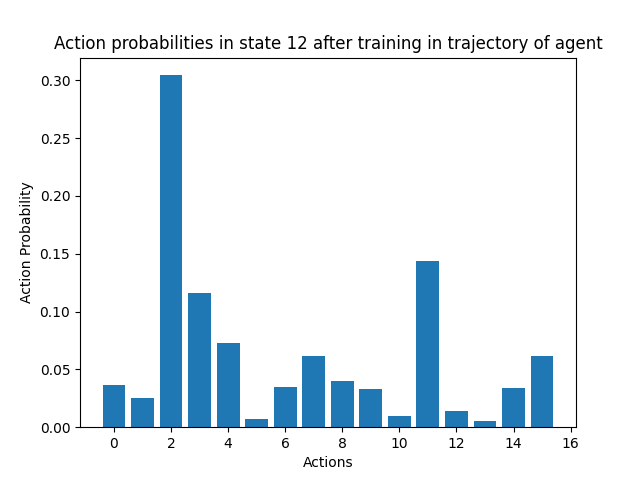 Action probabilities in state 12 after training in trajectory of agent
0.30
0.25
0.20
0.15
0.10
0.05
0.00
Action Probability
0 2 4 6 8 10 12 14 16
Actions